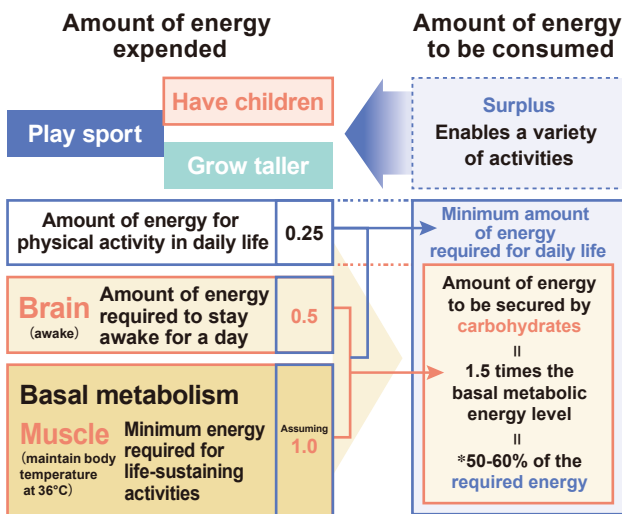 Amount of energy
expended
Amount of energy
to be consumed
Have children
Play sport
Grow taller
Surplus
Enables a variety
of activities
Amount of energy for
physical activity in daily life
0.25
Minimum amount
of energy
required for daily life
Brain
(awake)
Amount of energy
required to stay
awake for a day
0.5
Amount of energy
to be secured by
carbohydrates
=
1.5 times the
basal metabolic
energy level
=
*50-60% of the
required energy
Basal metabolism
Muscle
(maintain body
temperature
at 36°C)
Minimum energy
required for
life-sustaining
activities
Assuming
1.0